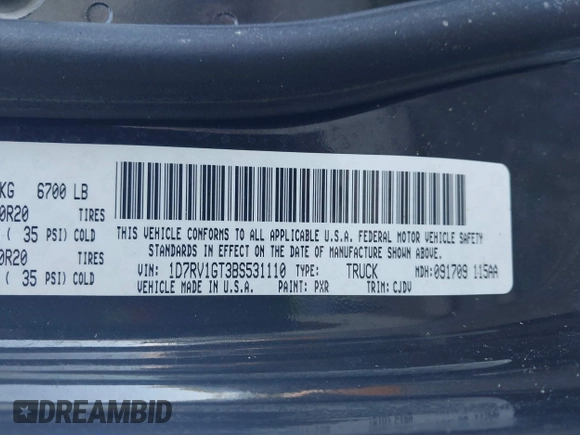 KG 6700 LB
0R20 TIRES
( 35 PSI) COLD
0R20 TIRES
( 35 PSI) COLD
THIS VEHICLE CONFORMS TO ALL APPLICABLE U.S.A. FEDERAL MOTOR VEHICLE SAFETY
STANDARDS IN EFFECT ON THE DATE OF MANUFACTURE SHOWN ABOVE.
VIN: 1D7RV1GT3BS531110 TYPE: TRUCK MDH: 091709 115AA
VEHICLE MADE IN U.S.A. PAINT: PXR TRIM: CJDV
DREAMBID